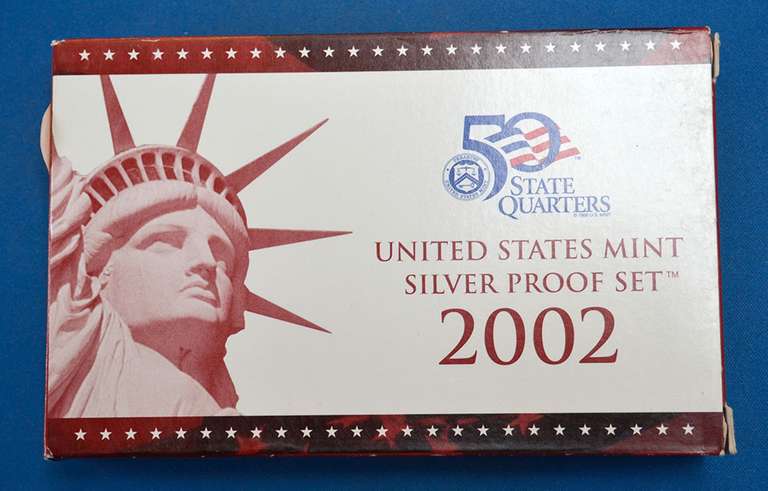 50
STATE
QUARTERS
UNITED STATES MINT
SILVER PROOF SET™
2002